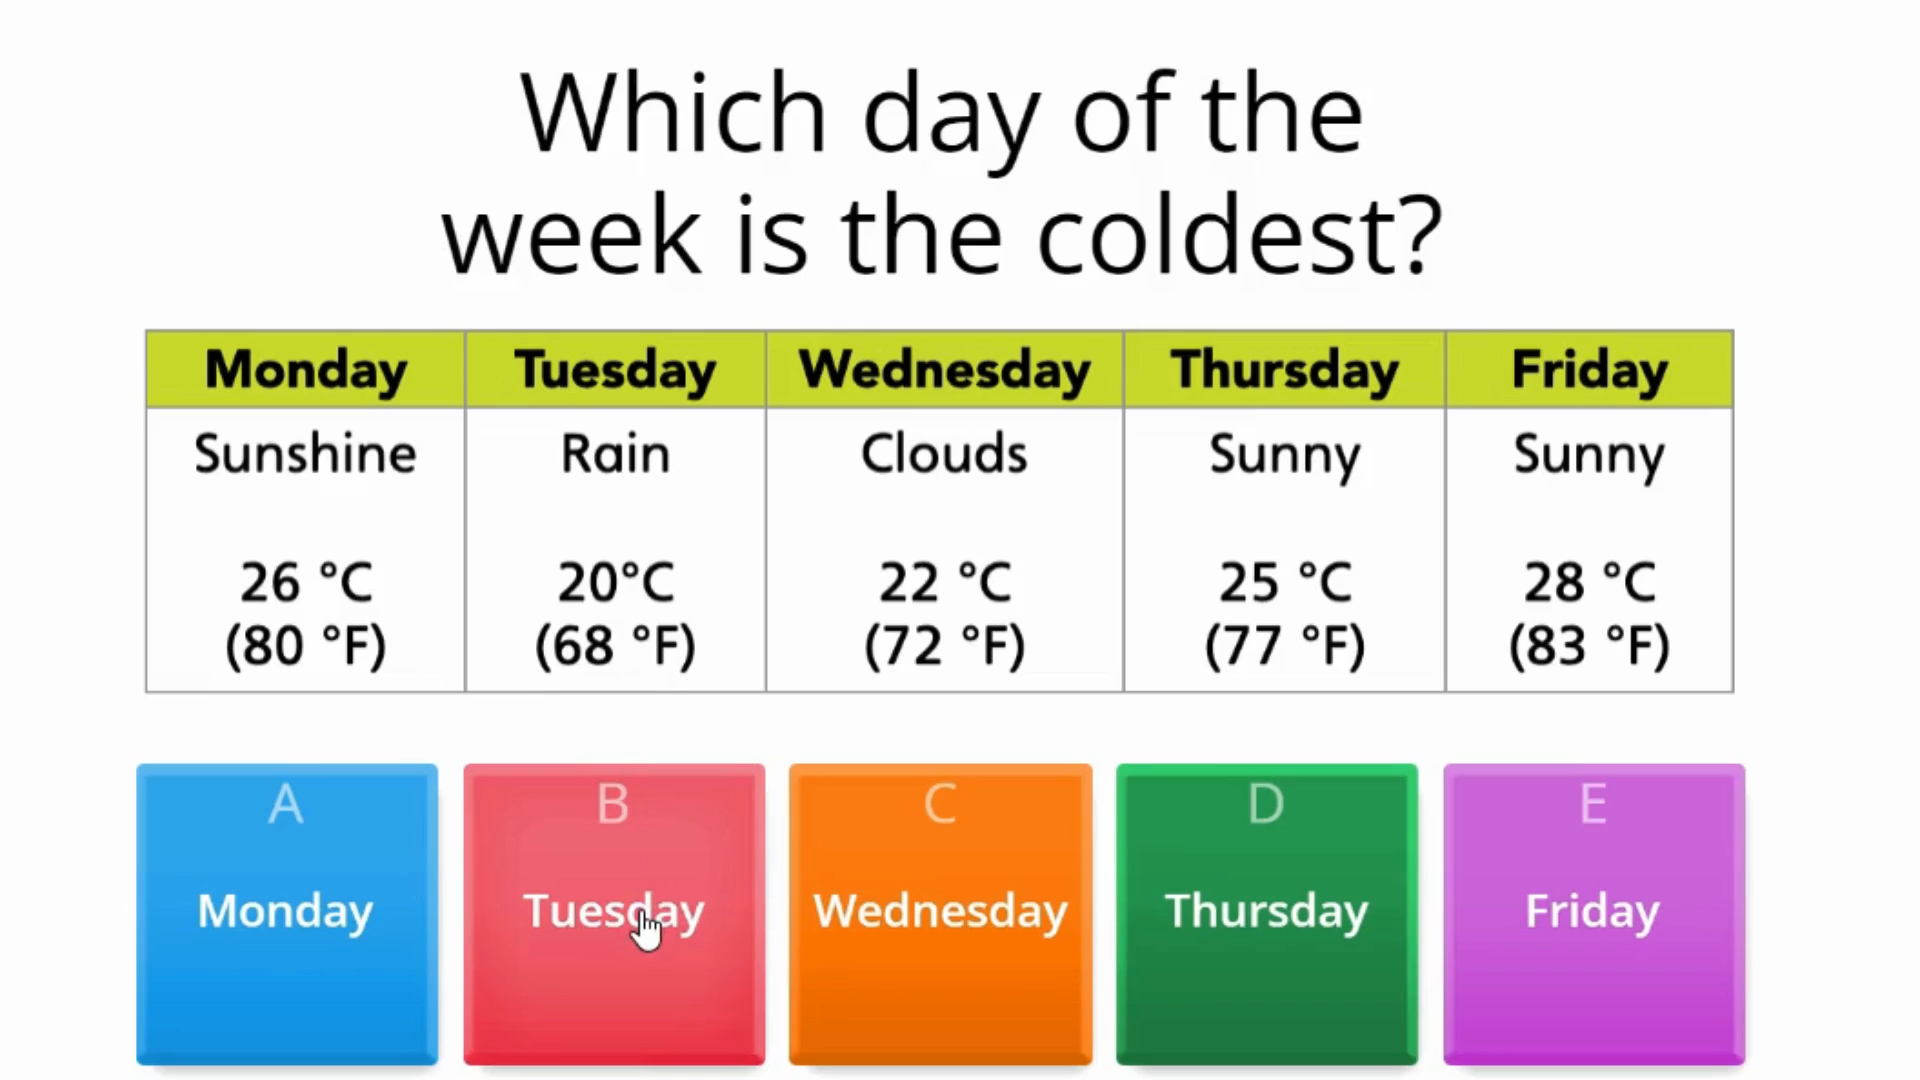 Which day of the
week is the coldest?
Monday Tuesday Wednesday Thursday Friday
Sunshine Rain Clouds Sunny Sunny
26 °C 20°C 22 °C 25 °C 28 °C
(80 °F) (68 °F) (72 °F) (77 °F) (83 °F)
A B C D E
Monday Tuesday Wednesday Thursday Friday